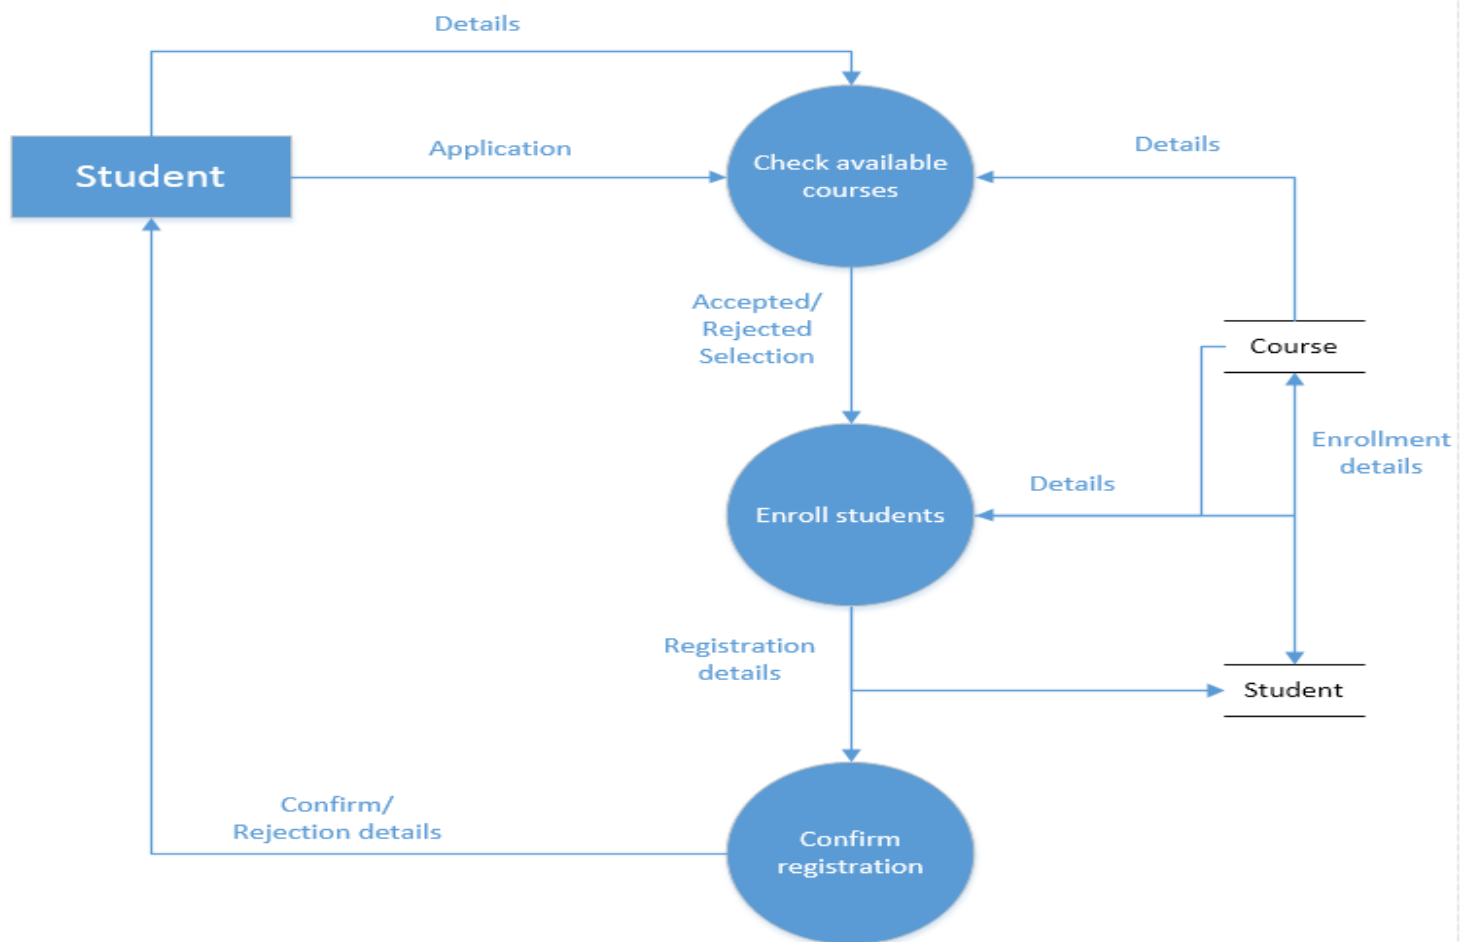 Details
Student
Application
Check available
courses
Details
Accepted/
Rejected
Selection
Course
Enrollment
details
Details
Enroll students
Registration
details
Student
Confirm/
Rejection details
Confirm
registration